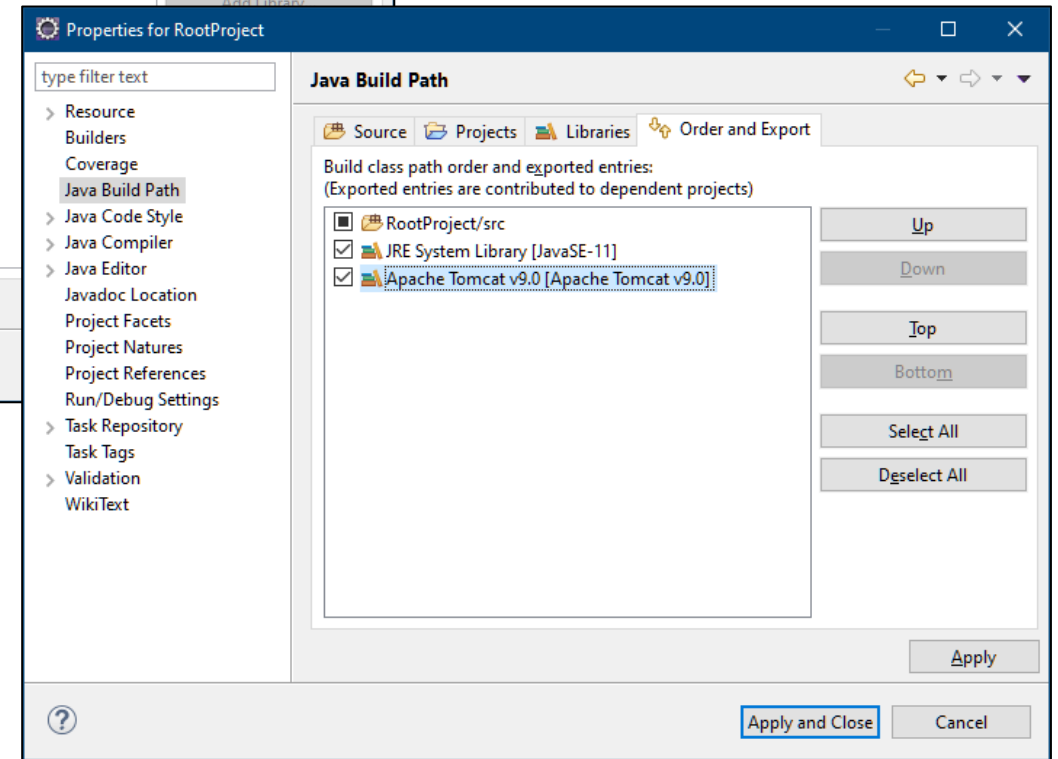 Add Library
Properties for RootProject
type filter text
Resource
Builders
Coverage
Java Build Path
Java Code Style
Java Compiler
Java Editor
Javadoc Location
Project Facets
Project Natures
Project References
Run/Debug Settings
Task Repository
Task Tags
Validation
WikiText
Java Build Path
Source Projects Libraries Order and Export
Build class path order and exported entries:
(Exported entries are contributed to dependent projects)
RootProject/src
JRE System Library [JavaSE-11]
Apache Tomcat v9.0 [Apache Tomcat v9.0]
Up
Down
Top
Bottom
Select All
Deselect All
Apply
Apply and Close Cancel